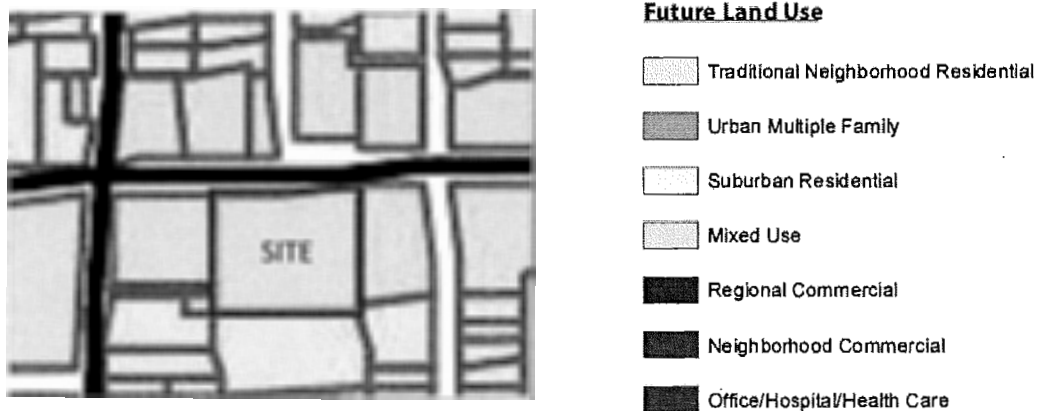 SITE
Future Land Use
Traditional Neighborhood Residential
Urban Multiple Family
Suburban Residential
Mixed Use
Regional Commercial
Neighborhood Commercial
Office/Hospital/Health Care